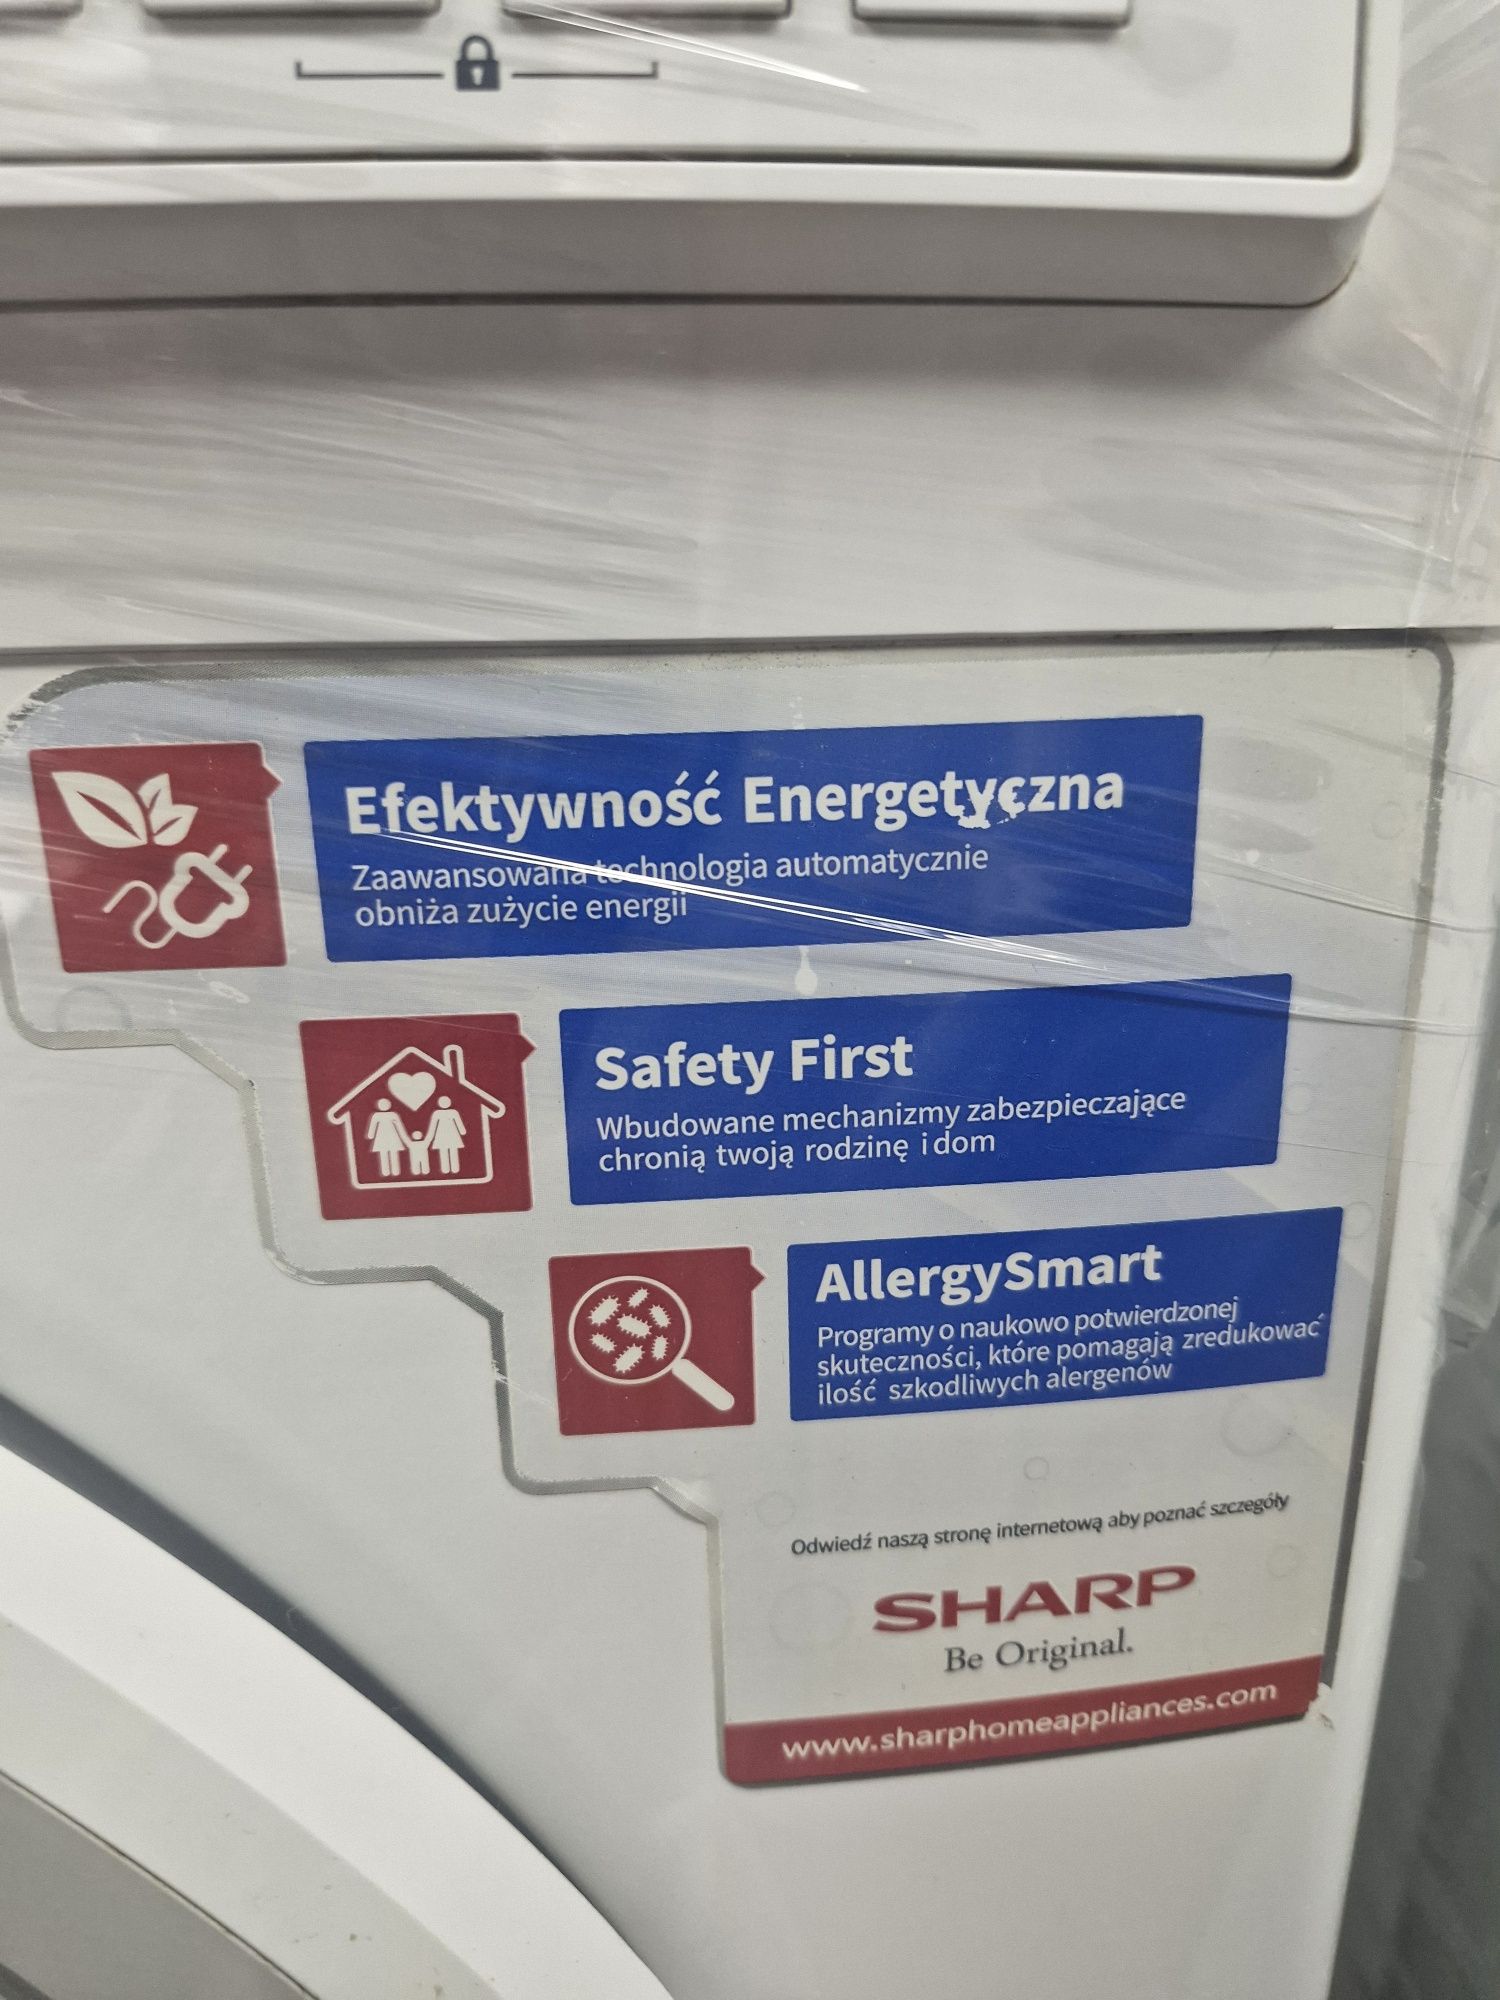 Efektywność Energetyczna
Zaawansowana technologia automatycznie
obniża zużycie energii
Safety First
Wbudowane mechanizmy zabezpieczające
chronią twoją rodzinę i dom
AllergySmart
Programy o naukowo potwierdzonej
skuteczności, które pomagają zredukować
ilość szkodliwych alergenów
Odwiedź naszą stronę internetową aby poznać szczegóły
SHARP
Be Original.
www.sharphomeappliances.com